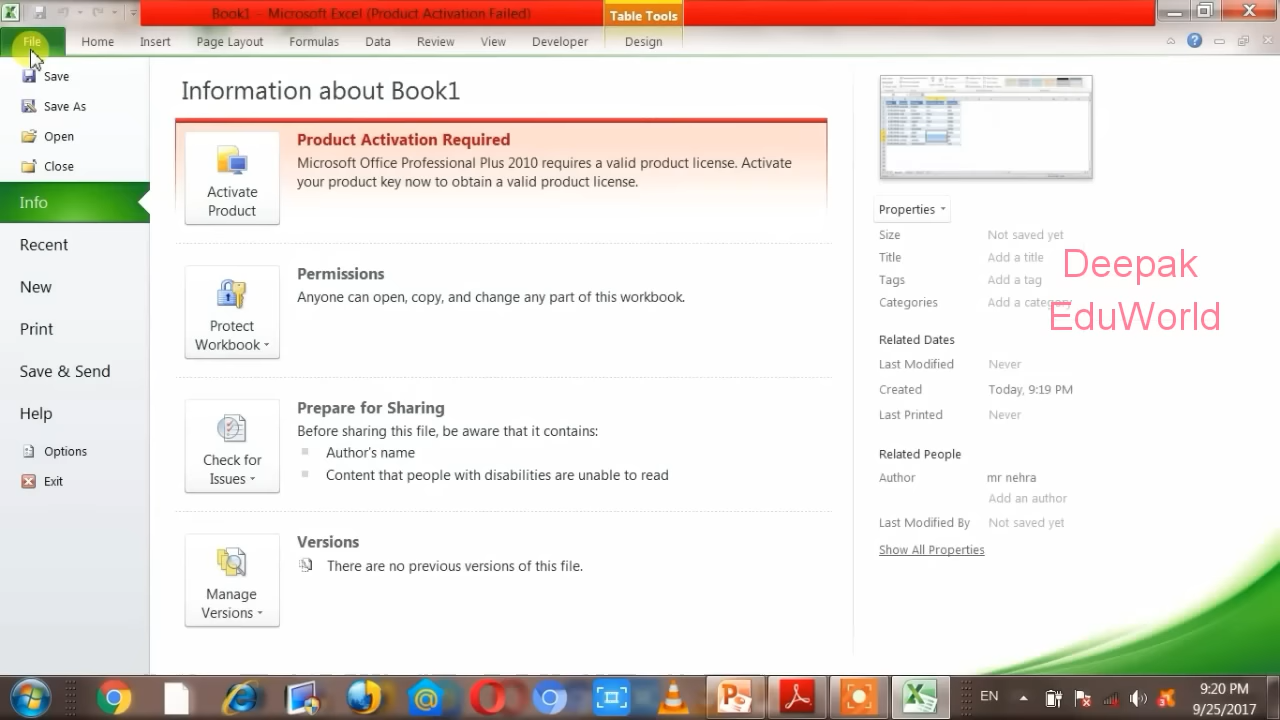 Book1 - Microsoft Excel (Product Activation Failed)
Table Tools
File
Home
Insert
Page Layout
Formulas
Data
Review
View
Developer
Design
Save
Save As
Open
Close
Info
Recent
New
Print
Save & Send
Help
Options
Exit
Information about Book1
Activate
Product
Product Activation Required
Microsoft Office Professional Plus 2010 requires a valid product license. Activate
your product key now to obtain a valid product license.
Protect
Workbook
Permissions
Anyone can open, copy, and change any part of this workbook.
Check for
Issues
Prepare for Sharing
Before sharing this file, be aware that it contains:
Author's name
Content that people with disabilities are unable to read
Manage
Versions
Versions
There are no previous versions of this file.
Properties
Size Not saved yet
Title Add a title
Tags Add a tag
Categories Add a category
Related Dates
Last Modified Never
Created Today, 9:19 PM
Last Printed Never
Related People
Author mr nehra
Add an author
Last Modified By Not saved yet
Show All Properties
Deepak
EduWorld
EN
9:20 PM
9/25/2017